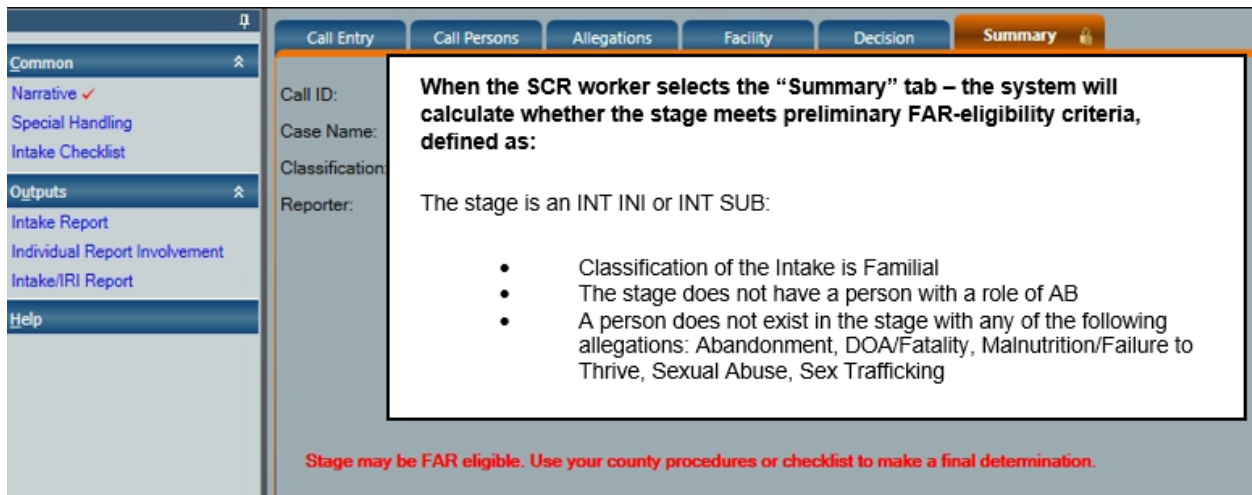 Common
Narrative ✓
Special Handling
Intake Checklist
Outputs
Intake Report
Individual Report Involvement
Intake/IRI Report
Help
Call Entry Call Persons Allegations Facility Decision Summary
Call ID:
Case Name:
Classification:
Reporter:
When the SCR worker selects the “Summary” tab – the system will
calculate whether the stage meets preliminary FAR-eligibility criteria,
defined as:
The stage is an INT INI or INT SUB:
• Classification of the Intake is Familial
• The stage does not have a person with a role of AB
• A person does not exist in the stage with any of the following
allegations: Abandonment, DOA/Fatality, Malnutrition/Failure to
Thrive, Sexual Abuse, Sex Trafficking
Stage may be FAR eligible. Use your county procedures or checklist to make a final determination.